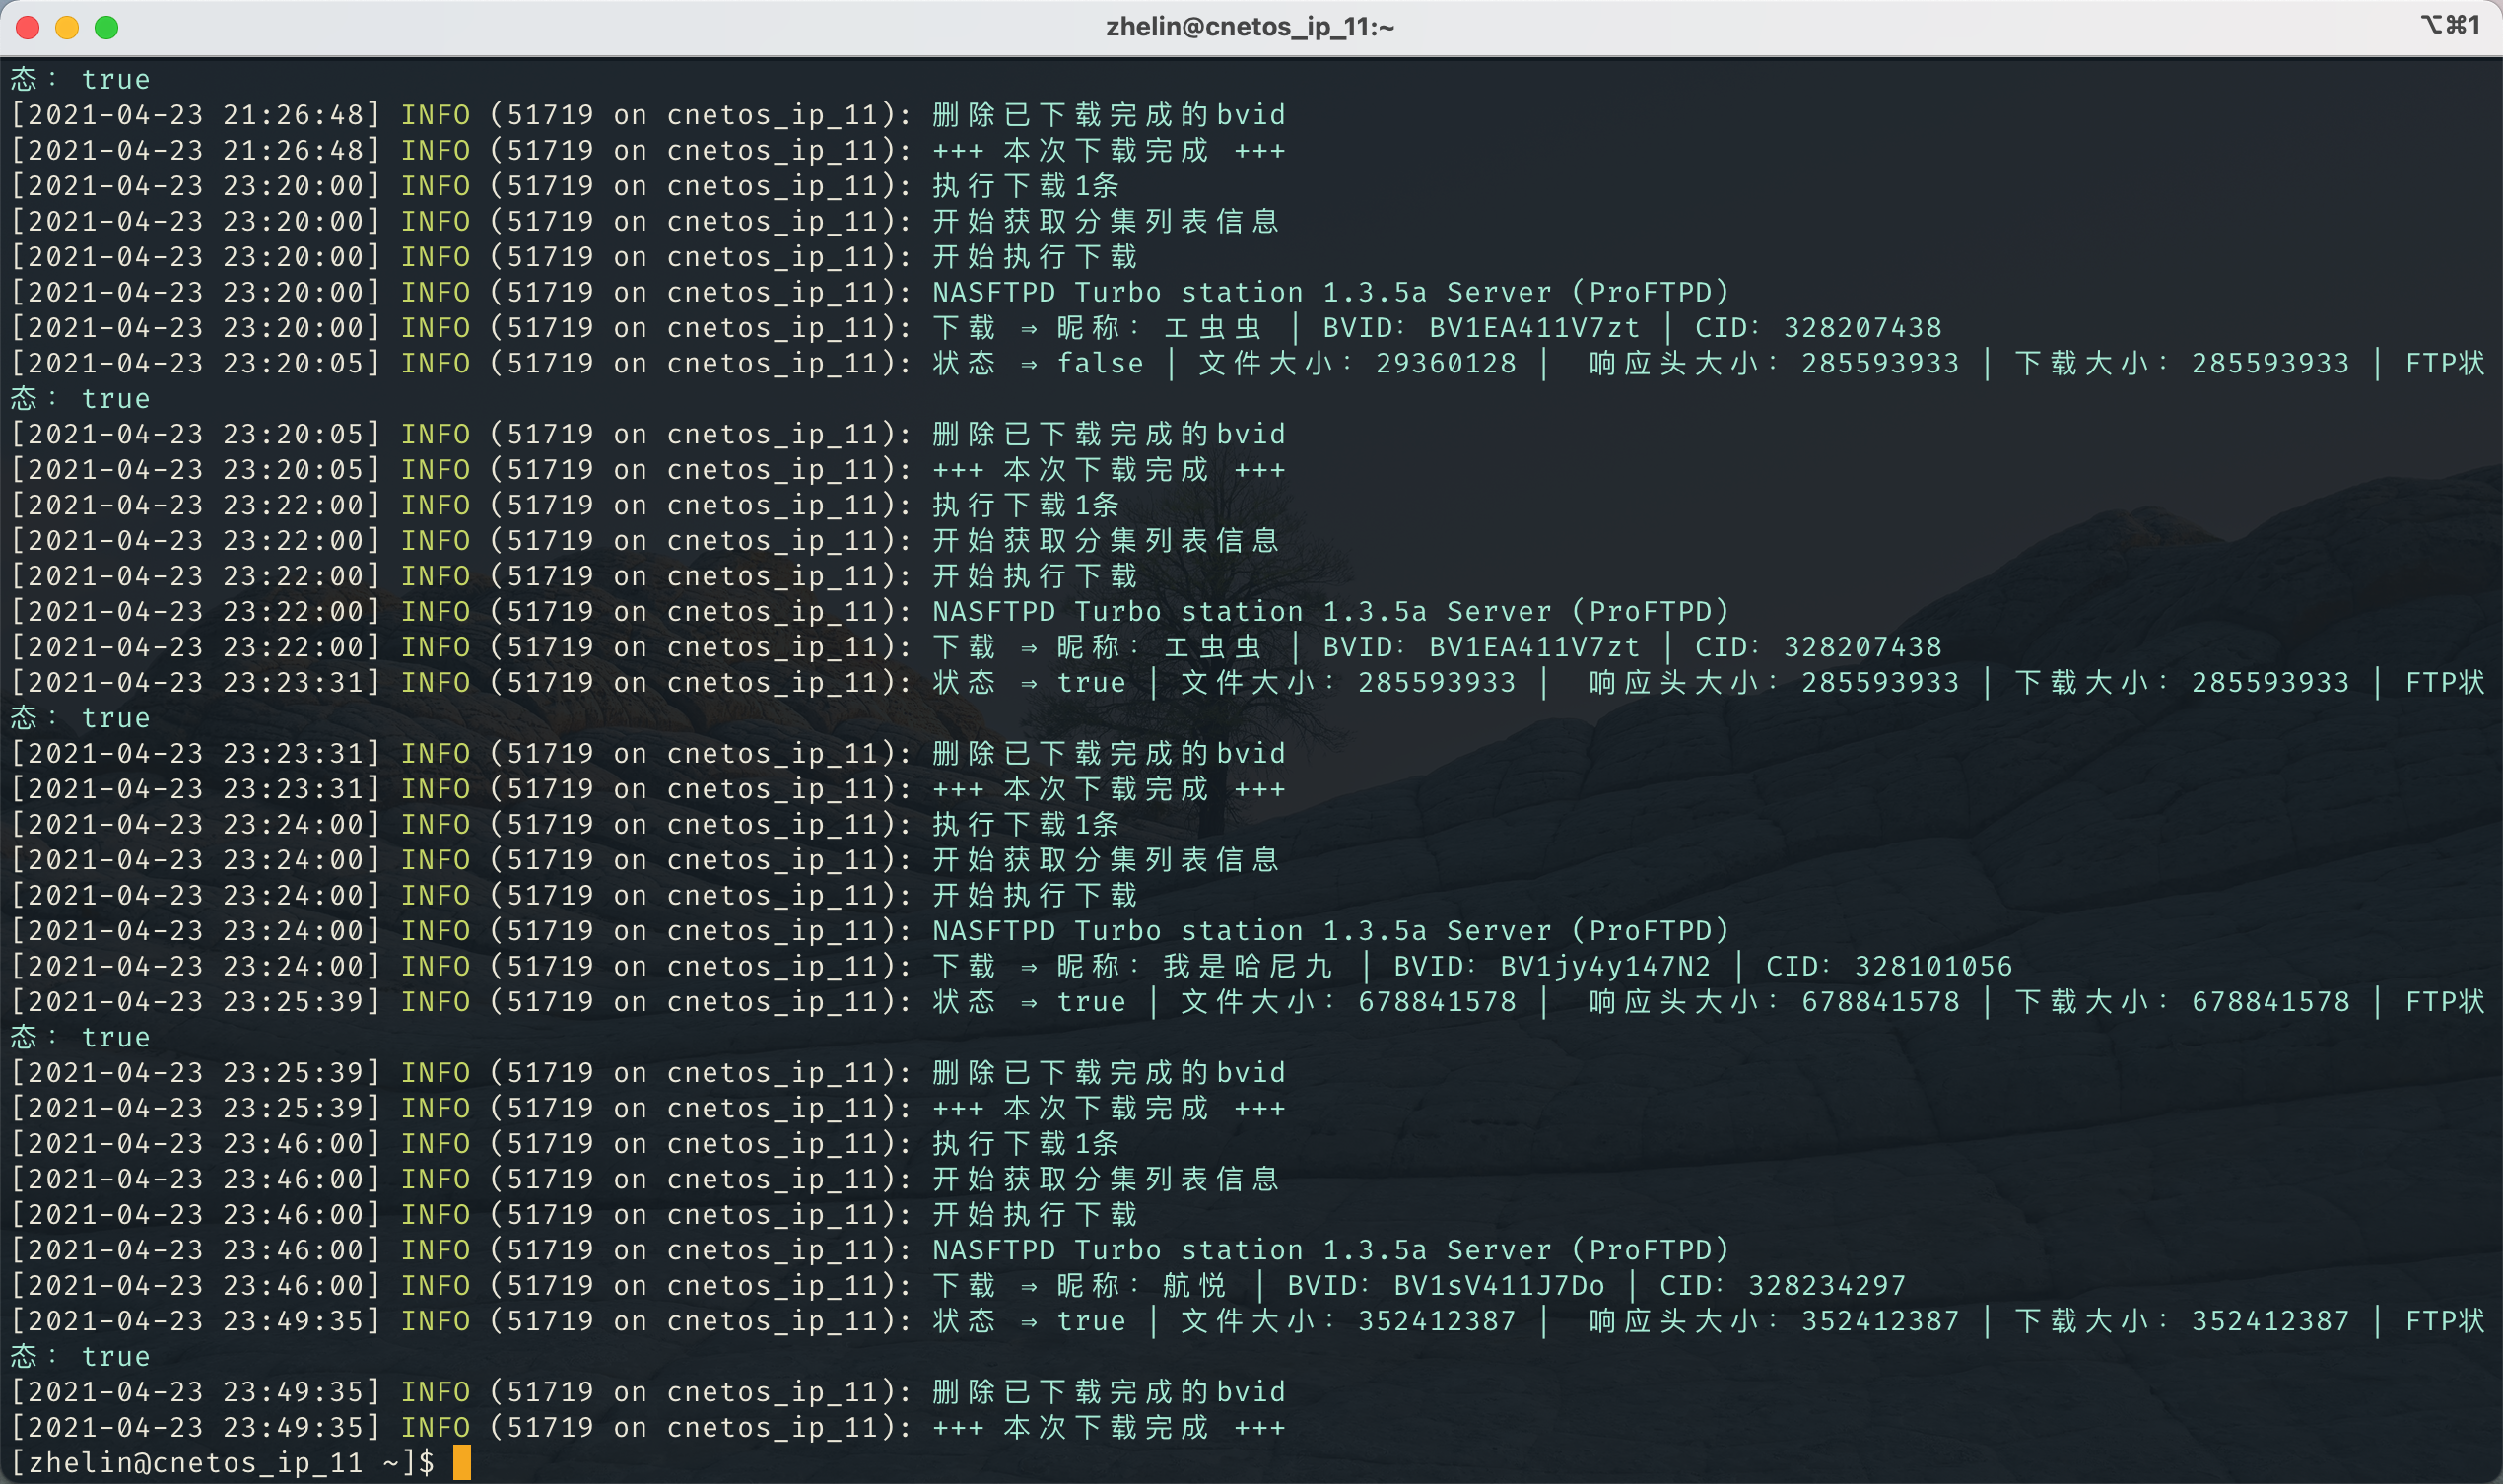 zhelin@cnetos_ip_11:~ ⌥⌘1
态： true
[2021-04-23 21:26:48] INFO (51719 on cnetos_ip_11): 删除已下载完成的bvid
[2021-04-23 21:26:48] INFO (51719 on cnetos_ip_11): +++ 本次下载完成 +++
[2021-04-23 23:20:00] INFO (51719 on cnetos_ip_11): 执行下载1条
[2021-04-23 23:20:00] INFO (51719 on cnetos_ip_11): 开始获取分集列表信息
[2021-04-23 23:20:00] INFO (51719 on cnetos_ip_11): 开始执行下载
[2021-04-23 23:20:00] INFO (51719 on cnetos_ip_11): NASFTPD Turbo station 1.3.5a Server (ProFTPD)
[2021-04-23 23:20:00] INFO (51719 on cnetos_ip_11): 下载 ⇒ 昵称： 工虫虫 | BVID: BV1EA411V7zt | CID: 328207438
[2021-04-23 23:20:05] INFO (51719 on cnetos_ip_11): 状态 ⇒ false | 文件大小： 29360128 | 响应头大小： 285593933 | 下载大小： 285593933 | FTP状
态： true
[2021-04-23 23:20:05] INFO (51719 on cnetos_ip_11): 删除已下载完成的bvid
[2021-04-23 23:20:05] INFO (51719 on cnetos_ip_11): +++ 本次下载完成 +++
[2021-04-23 23:22:00] INFO (51719 on cnetos_ip_11): 执行下载1条
[2021-04-23 23:22:00] INFO (51719 on cnetos_ip_11): 开始获取分集列表信息
[2021-04-23 23:22:00] INFO (51719 on cnetos_ip_11): 开始执行下载
[2021-04-23 23:22:00] INFO (51719 on cnetos_ip_11): NASFTPD Turbo station 1.3.5a Server (ProFTPD)
[2021-04-23 23:22:00] INFO (51719 on cnetos_ip_11): 下载 ⇒ 昵称： 工虫虫 | BVID: BV1EA411V7zt | CID: 328207438
[2021-04-23 23:23:31] INFO (51719 on cnetos_ip_11): 状态 ⇒ true | 文件大小： 285593933 | 响应头大小： 285593933 | 下载大小： 285593933 | FTP状
态： true
[2021-04-23 23:23:31] INFO (51719 on cnetos_ip_11): 删除已下载完成的bvid
[2021-04-23 23:23:31] INFO (51719 on cnetos_ip_11): +++ 本次下载完成 +++
[2021-04-23 23:24:00] INFO (51719 on cnetos_ip_11): 执行下载1条
[2021-04-23 23:24:00] INFO (51719 on cnetos_ip_11): 开始获取分集列表信息
[2021-04-23 23:24:00] INFO (51719 on cnetos_ip_11): 开始执行下载
[2021-04-23 23:24:00] INFO (51719 on cnetos_ip_11): NASFTPD Turbo station 1.3.5a Server (ProFTPD)
[2021-04-23 23:24:00] INFO (51719 on cnetos_ip_11): 下载 ⇒ 昵称： 我是哈尼九 | BVID: BV1jy4y147N2 | CID: 328101056
[2021-04-23 23:25:39] INFO (51719 on cnetos_ip_11): 状态 ⇒ true | 文件大小： 678841578 | 响应头大小： 678841578 | 下载大小： 678841578 | FTP状
态： true
[2021-04-23 23:25:39] INFO (51719 on cnetos_ip_11): 删除已下载完成的bvid
[2021-04-23 23:25:39] INFO (51719 on cnetos_ip_11): +++ 本次下载完成 +++
[2021-04-23 23:46:00] INFO (51719 on cnetos_ip_11): 执行下载1条
[2021-04-23 23:46:00] INFO (51719 on cnetos_ip_11): 开始获取分集列表信息
[2021-04-23 23:46:00] INFO (51719 on cnetos_ip_11): 开始执行下载
[2021-04-23 23:46:00] INFO (51719 on cnetos_ip_11): NASFTPD Turbo station 1.3.5a Server (ProFTPD)
[2021-04-23 23:46:00] INFO (51719 on cnetos_ip_11): 下载 ⇒ 昵称： 航悦 | BVID: BV1sV411J7Do | CID: 328234297
[2021-04-23 23:49:35] INFO (51719 on cnetos_ip_11): 状态 ⇒ true | 文件大小： 352412387 | 响应头大小： 352412387 | 下载大小： 352412387 | FTP状
态： true
[2021-04-23 23:49:35] INFO (51719 on cnetos_ip_11): 删除已下载完成的bvid
[2021-04-23 23:49:35] INFO (51719 on cnetos_ip_11): +++ 本次下载完成 +++
[zhelin@cnetos_ip_11 ~]$